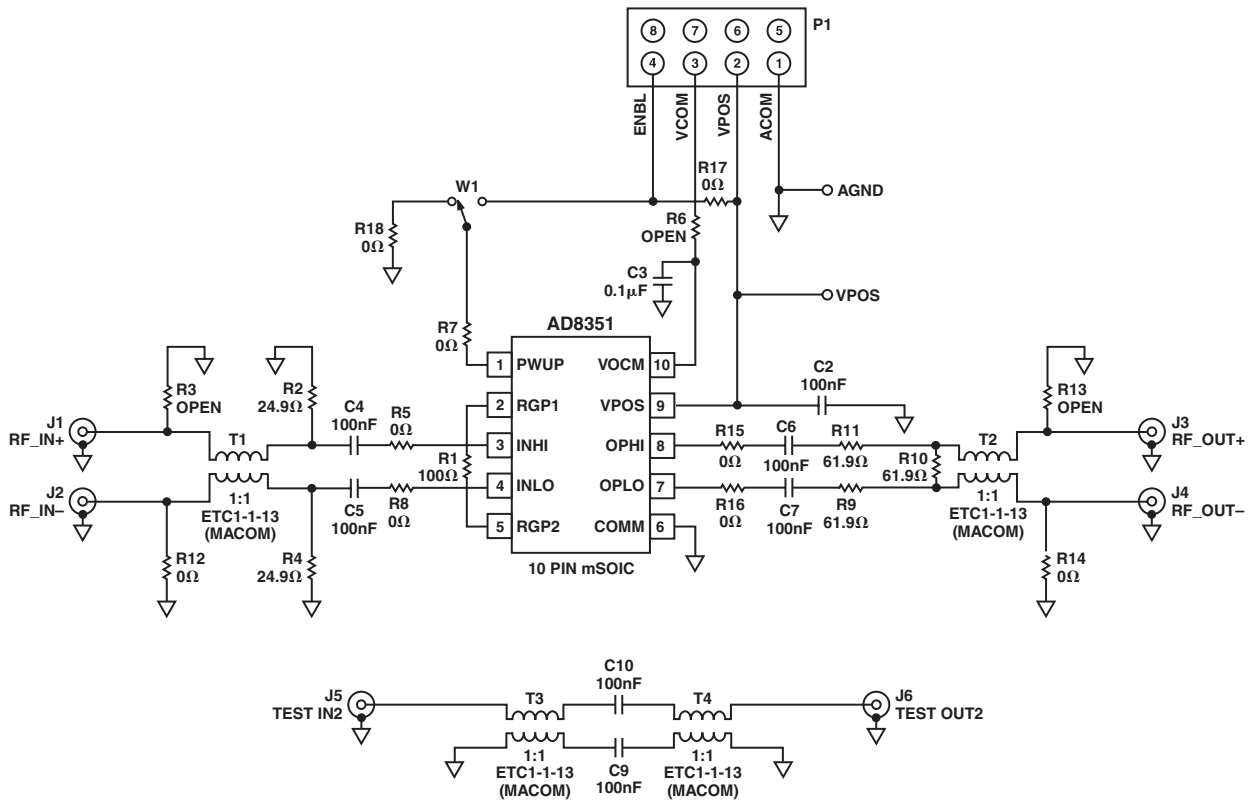 P1
8 7 6 5
4 3 2 1
ENBL
VCOM
VPOS
ACOM
R17
0Ω
AGND
W1
R18
0Ω
R6
OPEN
C3
0.1μF
VPOS
R7
0Ω
AD8351
1 PWUP
2 RGP1
3 INHI
4 INLO
5 RGP2
VOCM 10
VPOS 9
OPHI 8
OPLO 7
COMM 6
10 PIN mSOIC
C2
100nF
R3
OPEN
R2
24.9Ω
J1
RF_IN+
T1
C4
100nF
R5
0Ω
R1
100Ω
J2
RF_IN–
1:1
ETC1-1-13
(MACOM)
C5
100nF
R8
0Ω
R12
0Ω
R4
24.9Ω
R15
0Ω
C6
100nF
R11
61.9Ω
R10
61.9Ω
R16
0Ω
C7
100nF
R9
61.9Ω
T2
1:1
ETC1-1-13
(MACOM)
R13
OPEN
J3
RF_OUT+
J4
RF_OUT–
R14
0Ω
J5
TEST IN2
T3
C10
100nF
T4
J6
TEST OUT2
1:1
ETC1-1-13
(MACOM)
C9
100nF
1:1
ETC1-1-13
(MACOM)